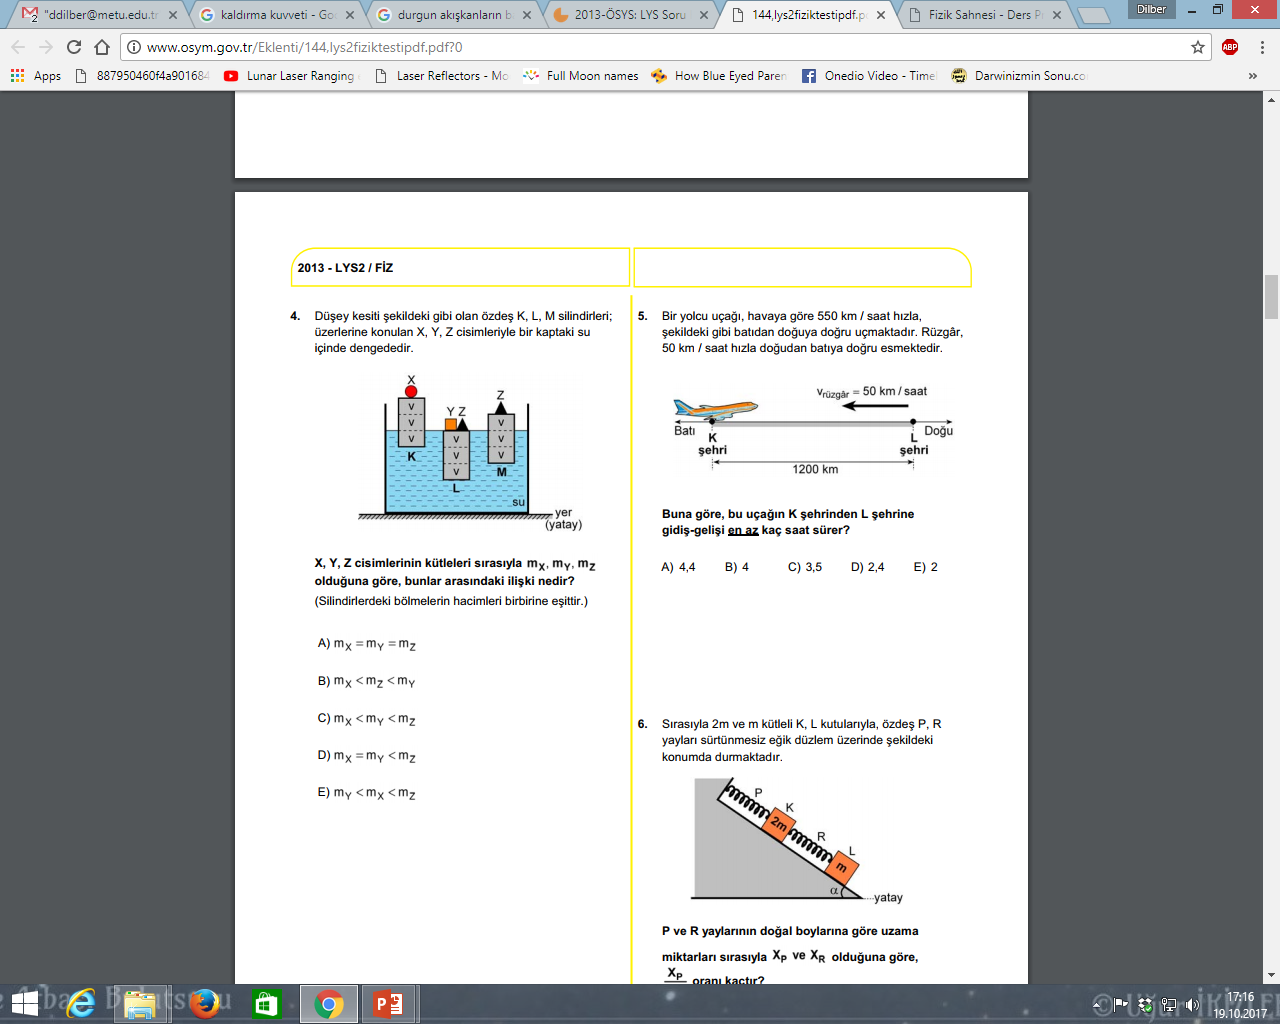 "ddilber@metu.edu.tr
kaldırma kuvveti - Go
durgun akışkanların b
2013-ÖSYS: LYS Soru
144,lys2fiziktestipdf.p
Fizik Sahnesi - Ders P
Dilber
www.osym.gov.tr/Eklenti/144,lys2fiziktestipdf.pdf?0
ABP
Apps
887950460f4a901684
Lunar Laser Ranging
Laser Reflectors - Mo
Full Moon names
How Blue Eyed Paren
Onedio Video - Time
Darwinizmin Sonu.co
»
2013 - LYS2 / FİZ
4. Düşey kesiti şekildeki gibi olan özdeş K, L, M silindirleri;
üzerlerine konulan X, Y, Z cisimleriyle bir kaptaki su
içinde dengededir.
X
Y Z
Z
V
V
V
K
V
V
V
L
V
V
V
M
su
yer
(yatay)
X, Y, Z cisimlerinin kütleleri sırasıyla mX, mY, mZ
olduğuna göre, bunlar arasındaki ilişki nedir?
(Silindirlerdeki bölmelerin hacimleri birbirine eşittir.)
A) mX = mY = mZ
B) mX < mZ < mY
C) mX < mY < mZ
D) mX = mY < mZ
E) mY < mX < mZ
5. Bir yolcu uçağı, havaya göre 550 km / saat hızla,
şekildeki gibi batıdan doğuya doğru uçmaktadır. Rüzgâr,
50 km / saat hızla doğudan batıya doğru esmektedir.
vrüzgâr = 50 km / saat
Batı
K
şehri
L
şehri
Doğu
1200 km
Buna göre, bu uçağın K şehrinden L şehrine
gidiş-gelişi en az kaç saat sürer?
A) 4,4 B) 4 C) 3,5 D) 2,4 E) 2
6. Sırasıyla 2m ve m kütleli K, L kutularıyla, özdeş P, R
yayları sürtünmesiz eğik düzlem üzerinde şekildeki
konumda durmaktadır.
P
K
2m
R
L
m
α
yatay
P ve R yaylarının doğal boylarına göre uzama
miktarları sırasıyla XP ve XR olduğuna göre,
XP
oranı kaçtır?
17:16
19.10.2017